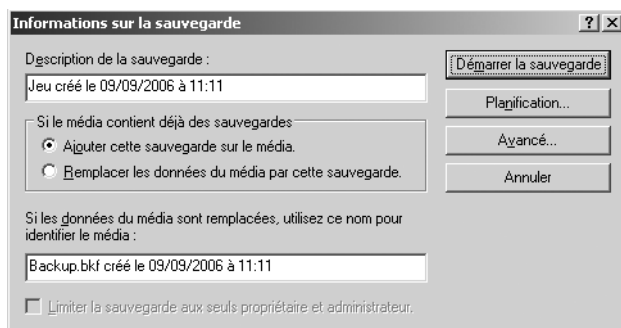 Informations sur la sauvegarde
Description de la sauvegarde :
Jeu créé le 09/09/2006 à 11:11
Si le média contient déjà des sauvegardes
Ajouter cette sauvegarde sur le média.
Remplacer les données du média par cette sauvegarde.
Si les données du média sont remplacées, utilisez ce nom pour
identifier le média :
Backup.bkf créé le 09/09/2006 à 11:11
Limiter la sauvegarde aux seuls propriétaire et administrateur.
Démarrer la sauvegarde
Planification...
Avancé...
Annuler